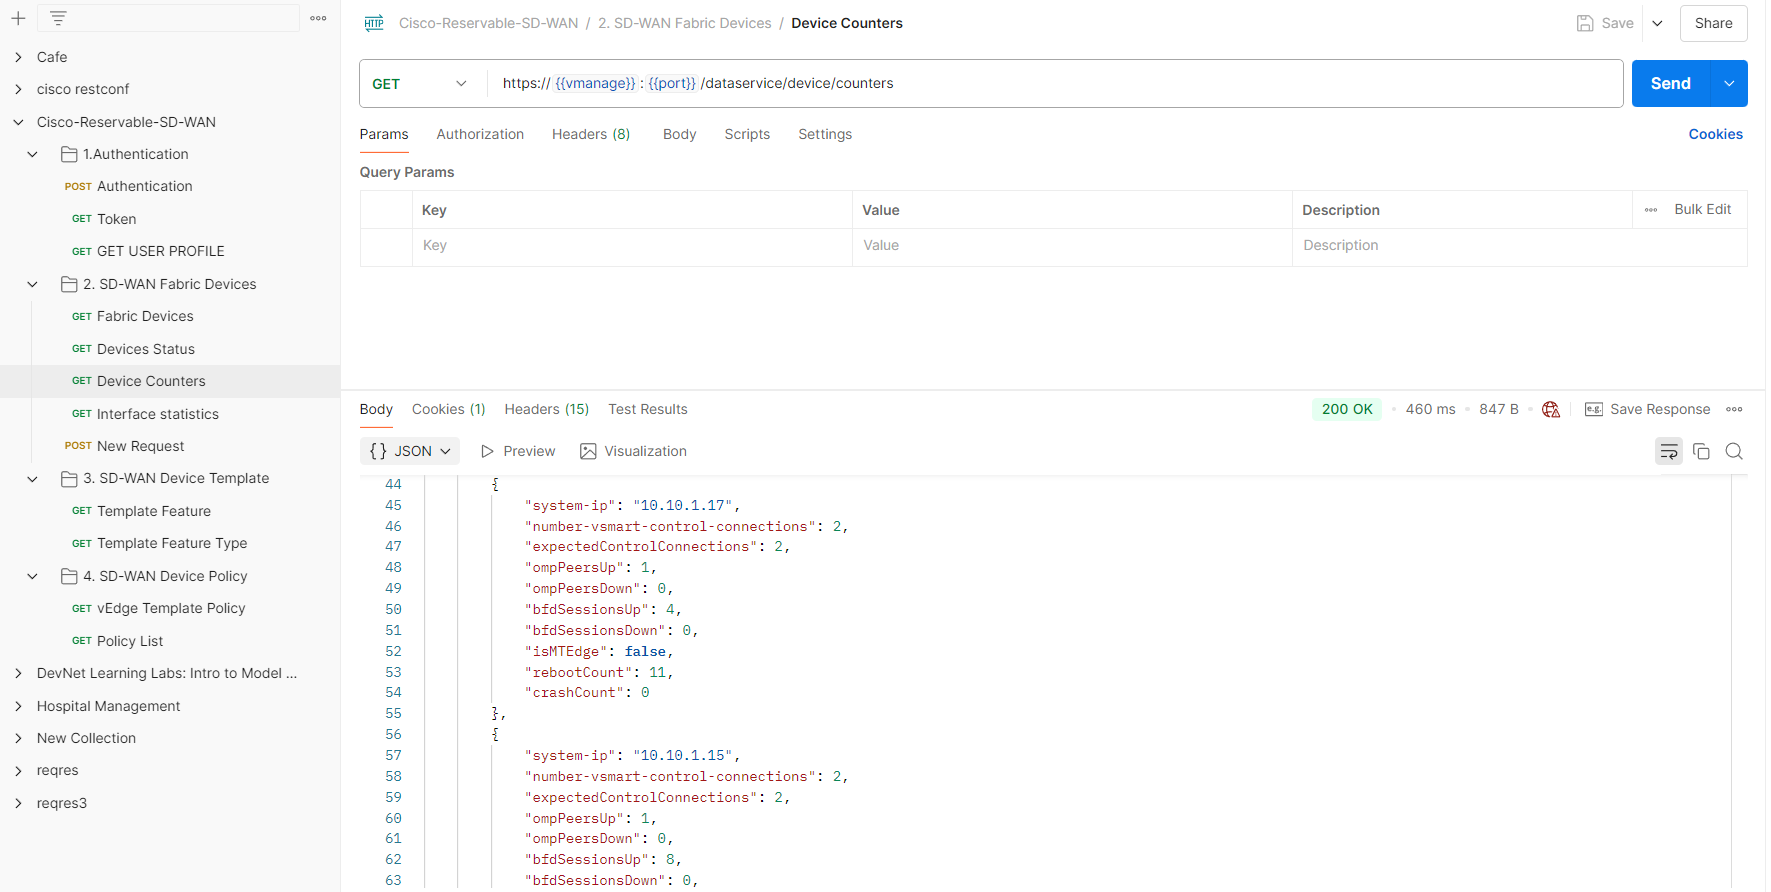 Cafe
cisco restconf
Cisco-Reservable-SD-WAN
1.Authentication
POST Authentication
GET Token
GET GET USER PROFILE
2. SD-WAN Fabric Devices
GET Fabric Devices
GET Devices Status
GET Device Counters
GET Interface statistics
POST New Request
3. SD-WAN Device Template
GET Template Feature
GET Template Feature Type
4. SD-WAN Device Policy
GET vEdge Template Policy
GET Policy List
DevNet Learning Labs: Intro to Model ...
Hospital Management
New Collection
reqres
reqres3
HTTP Cisco-Reservable-SD-WAN / 2. SD-WAN Fabric Devices / Device Counters Save Share
GET https://{{vmanage}}:{{port}}/dataservice/device/counters Send
Params Authorization Headers (8) Body Scripts Settings Cookies
Query Params
Key Value Description Bulk Edit
Key Value Description
Body Cookies (1) Headers (15) Test Results 200 OK • 460 ms • 847 B • e.g. Save Response
{} JSON Preview Visualization
44 {
45 "system-ip": "10.10.1.17",
46 "number-vsmart-control-connections": 2,
47 "expectedControlConnections": 2,
48 "ompPeersUp": 1,
49 "ompPeersDown": 0,
50 "bfdSessionsUp": 4,
51 "bfdSessionsDown": 0,
52 "isMTEdge": false,
53 "rebootCount": 11,
54 "crashCount": 0
55 },
56 {
57 "system-ip": "10.10.1.15",
58 "number-vsmart-control-connections": 2,
59 "expectedControlConnections": 2,
60 "ompPeersUp": 1,
61 "ompPeersDown": 0,
62 "bfdSessionsUp": 8,
63 "bfdSessionsDown": 0,